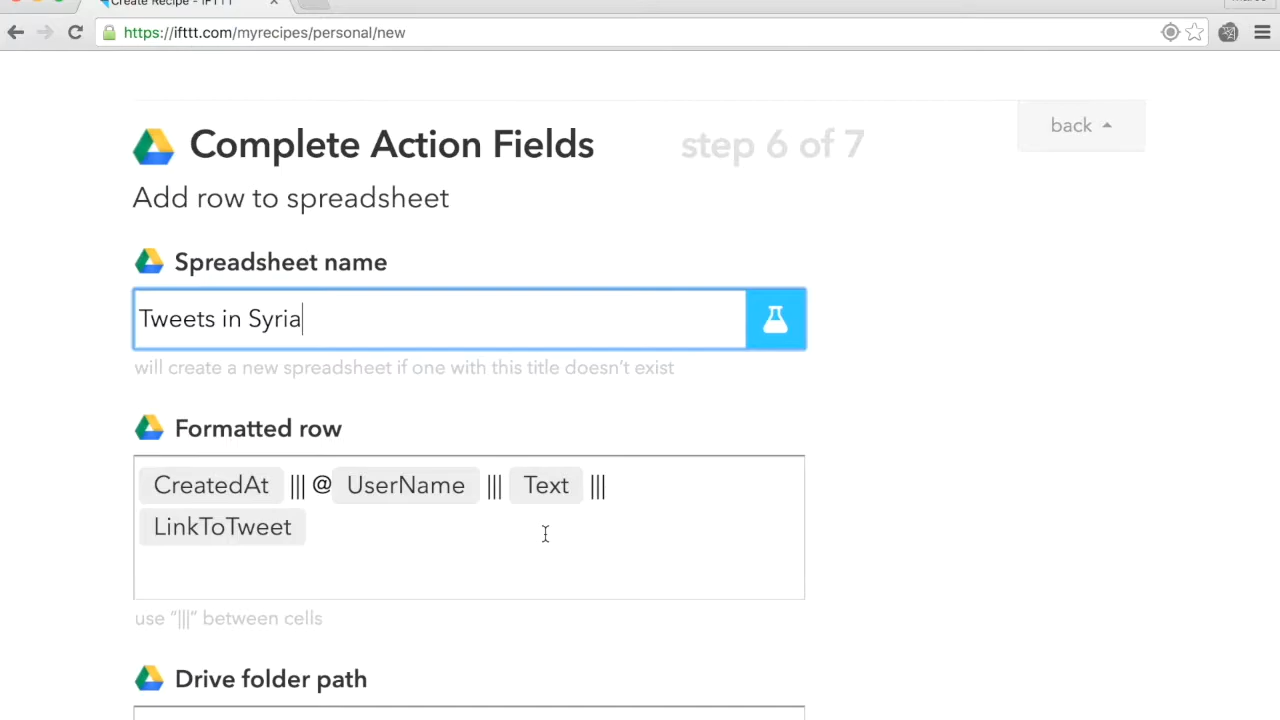 Create Recipe - IFTTT
https://ifttt.com/myrecipes/personal/new
Complete Action Fields
step 6 of 7
back
Add row to spreadsheet
Spreadsheet name
Tweets in Syria
will create a new spreadsheet if one with this title doesn't exist
Formatted row
CreatedAt ||| @ UserName ||| Text |||
LinkToTweet
use "|||" between cells
Drive folder path